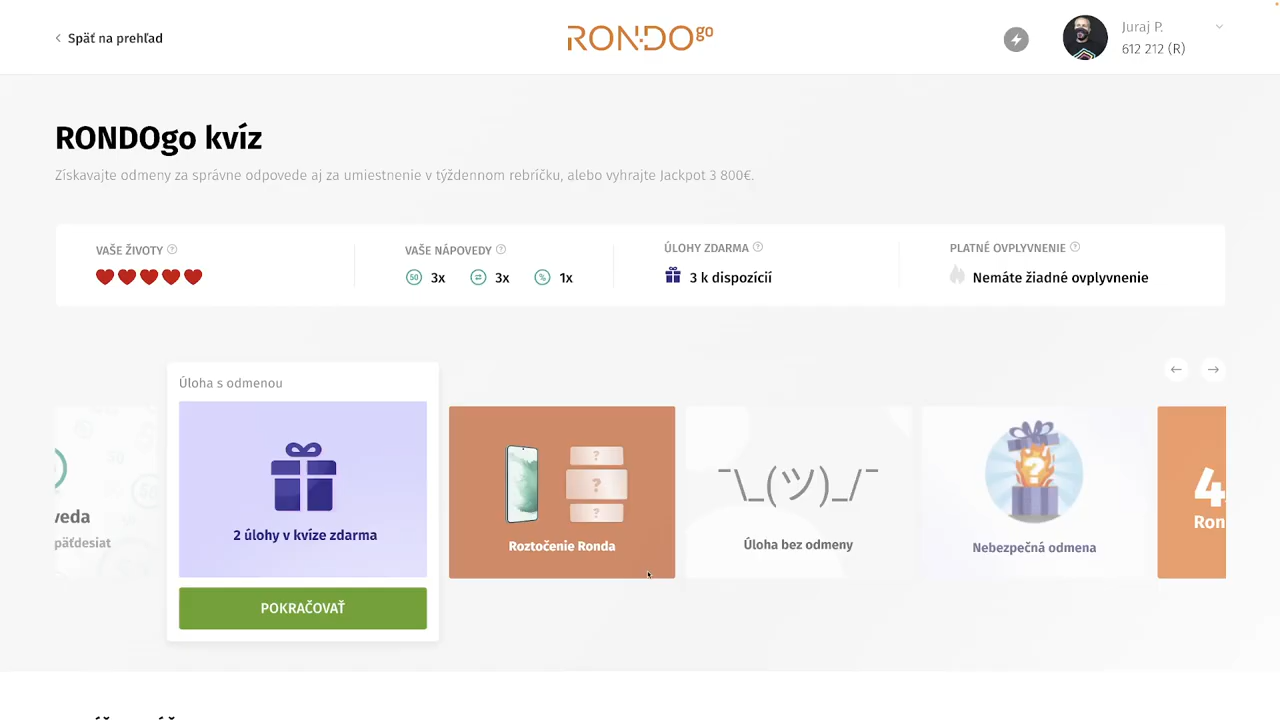 Späť na prehľad
RONDOgo
Juraj P.
612 212 (R)
RONDOgo kvíz
Získavajte odmeny za správne odpovede aj za umiestnenie v týždennom rebríčku, alebo vyhrajte Jackpot 3 800€.
VAŠE ŽIVOTY ?
VAŠE NÁPOVEDY ?
50 3x 3x % 1x
ÚLOHY ZDARMA ?
3 k dispozícií
PLATNÉ OVPLYVNENIE ?
Nemáte žiadné ovplyvnenie
veda
päťdesiat
Úloha s odmenou
2 úlohy v kvíze zdarma
POKRAČOVAŤ
?
?
?
Roztočenie Ronda
¯\_(ツ)_/¯
Úloha bez odmeny
?
Nebezpečná odmena
4
Ron